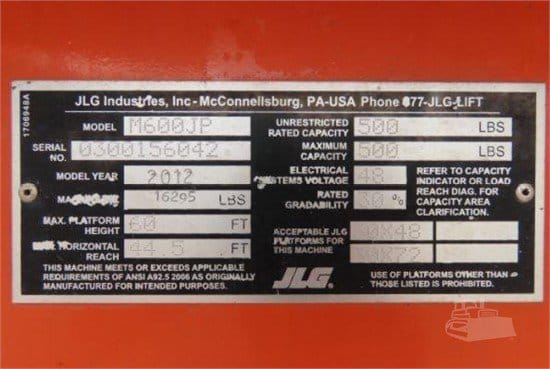 JLG Industries, Inc - McConnellsburg, PA-USA Phone 877-JLG-LIFT
MODEL M600JP
SERIAL NO. 0300156042
MODEL YEAR 2012
16295 LBS
MAX. PLATFORM HEIGHT 60 FT
HORIZONTAL REACH 44.5 FT
THIS MACHINE MEETS OR EXCEEDS APPLICABLE
REQUIREMENTS OF ANSI A92.5 2006 AS ORIGINALLY
MANUFACTURED FOR INTENDED PURPOSES.
UNRESTRICTED RATED CAPACITY 500 LBS
MAXIMUM CAPACITY 500 LBS
ELECTRICAL SYSTEMS VOLTAGE 48
RATED GRADABILITY 30 %
REFER TO CAPACITY
INDICATOR OR LOAD
REACH DIAG. FOR
CAPACITY AREA
CLARIFICATION.
ACCEPTABLE JLG
PLATFORMS FOR
THIS MACHINE
JLG
USE OF PLATFORMS OTHER THAN
THOSE LISTED IS PROHIBITED.
1706948A